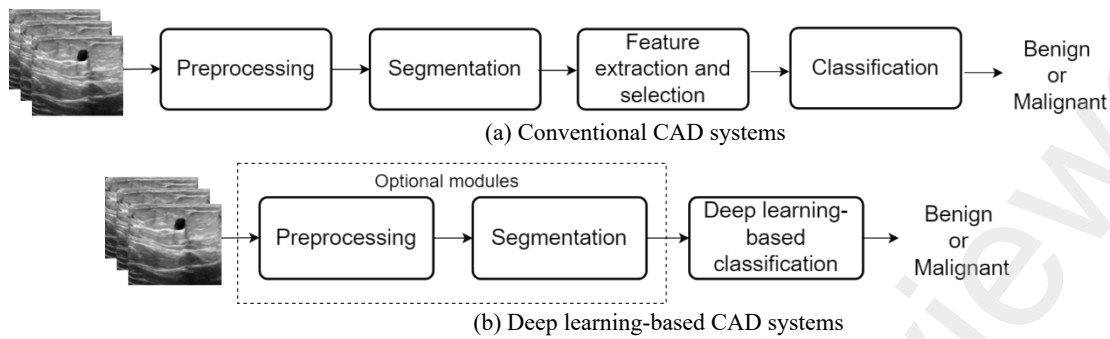 Preprocessing
Segmentation
Feature
extraction and
selection
Classification
Benign
or
Malignant
(a) Conventional CAD systems
Optional modules
Preprocessing
Segmentation
Deep learning-
based
classification
Benign
or
Malignant
(b) Deep learning-based CAD systems